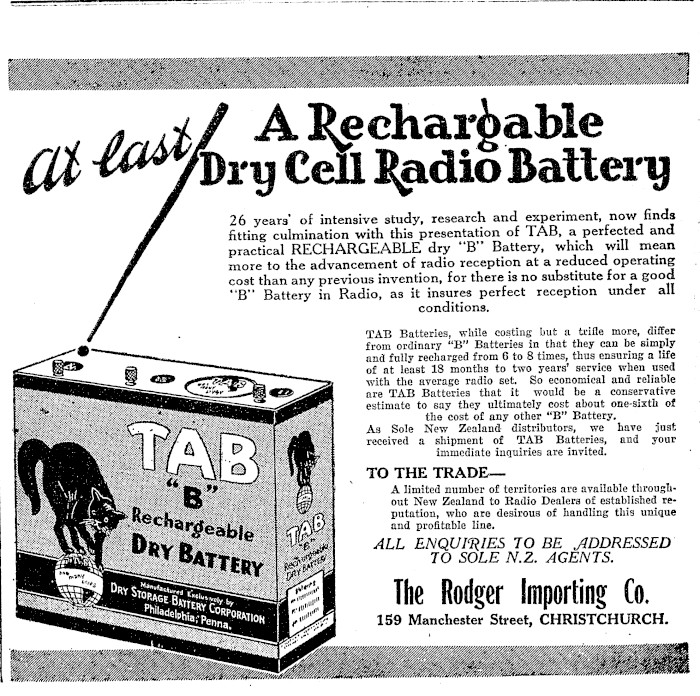 at last!
A Rechargable
Dry Cell Radio Battery
26 years' of intensive study, research and experiment, now finds
fitting culmination with this presentation of TAB, a perfected and
practical RECHARGEABLE dry "B" Battery, which will mean
more to the advancement of radio reception at a reduced operating
cost than any previous invention, for there is no substitute for a good
"B" Battery in Radio, as it insures perfect reception under all
conditions.
TAB Batteries, while costing but a trifle more, differ
from ordinary "B" Batteries in that they can be simply
and fully recharged from 6 to 8 times, thus ensuring a life
of at least 18 months to two years' service when used
with the average radio set. So economical and reliable
are TAB Batteries that it would be a conservative
estimate to say they ultimately cost about one-sixth of
the cost of any other "B" Battery.
As Sole New Zealand distributors, we have just
received a shipment of TAB Batteries, and your
immediate inquiries are invited.
TO THE TRADE—
A limited number of territories are available through-
out New Zealand to Radio Dealers of established re-
putation, who are desirous of handling this unique
and profitable line.
ALL ENQUIRIES TO BE ADDRESSED
TO SOLE N.Z. AGENTS.
The Rodger Importing Co.
159 Manchester Street, CHRISTCHURCH.
TAB
"B"
Rechargeable
DRY BATTERY
Manufactured Exclusively by
DRY STORAGE BATTERY CORPORATION
Philadelphia, Penna.
TAB
"B"
Rechargeable
DRY BATTERY